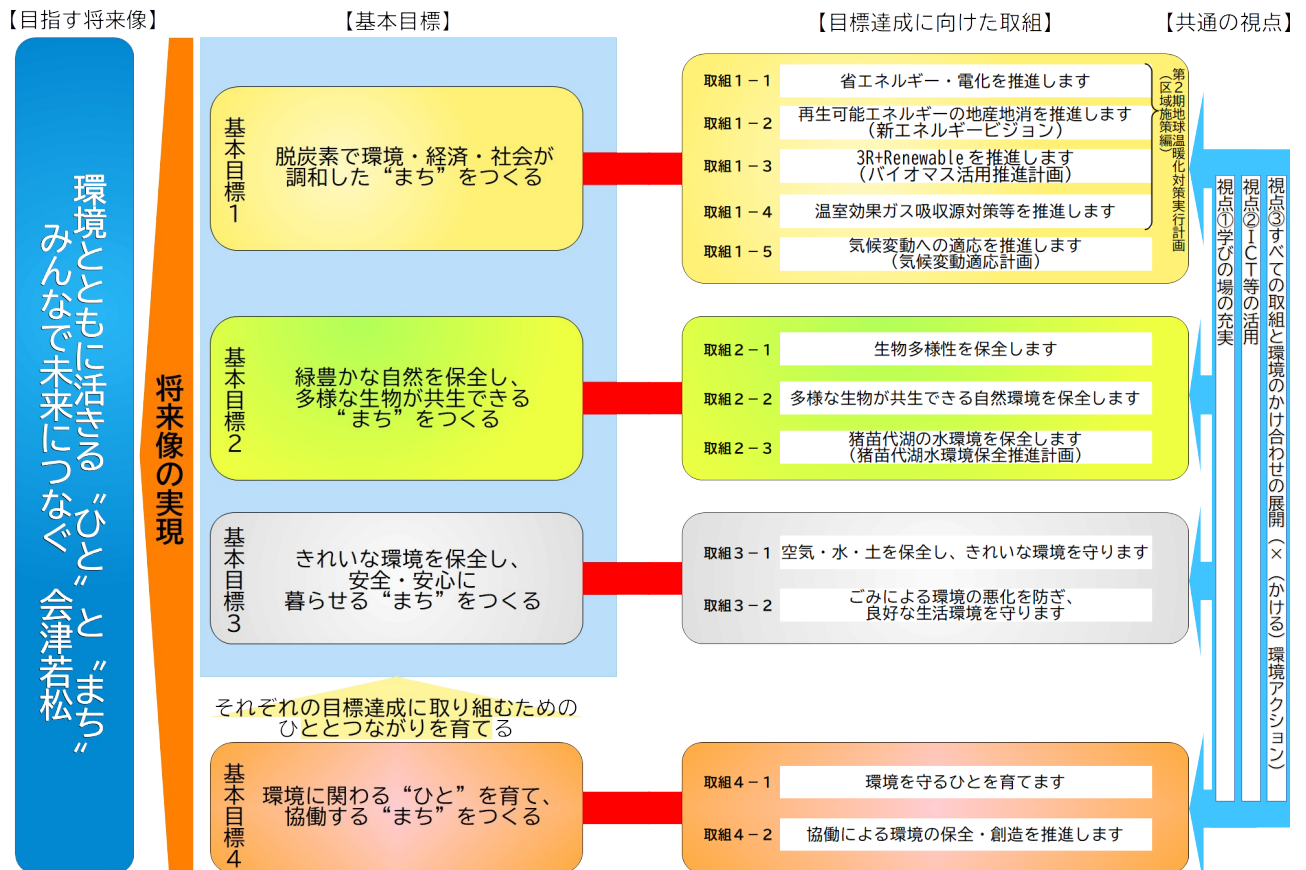 【目指す将来像】
【基本目標】
【目標達成に向けた取組】
【共通の視点】
環境とともに活きる“ひと”と“まち”
みんなで未来につなぐ 会津若松
将来像の実現
基本目標1
脱炭素で環境・経済・社会が
調和した“まち”をつくる
取組1－1
省エネルギー・電化を推進します
取組1－2
再生可能エネルギーの地産地消を推進します
（新エネルギービジョン）
取組1－3
3R+Renewableを推進します
（バイオマス活用推進計画）
取組1－4
温室効果ガス吸収源対策等を推進します
取組1－5
気候変動への適応を推進します
（気候変動適応計画）
第2期地球温暖化対策実行計画
（区域施策編）
基本目標2
緑豊かな自然を保全し、
多様な生物が共生できる
“まち”をつくる
取組2－1
生物多様性を保全します
取組2－2
多様な生物が共生できる自然環境を保全します
取組2－3
猪苗代湖の水環境を保全します
（猪苗代湖水環境保全推進計画）
基本目標3
きれいな環境を保全し、
安全・安心に
暮らせる“まち”をつくる
取組3－1
空気・水・土を保全し、きれいな環境を守ります
取組3－2
ごみによる環境の悪化を防ぎ、
良好な生活環境を守ります
それぞれの目標達成に取り組むための
ひととつながりを育てる
基本目標4
環境に関わる“ひと”を育て、
協働する“まち”をつくる
取組4－1
環境を守るひとを育てます
取組4－2
協働による環境の保全・創造を推進します
視点①学びの場の充実
視点②ICT等の活用
視点③すべての取組と環境のかけ合わせの展開（×（かける）環境アクション）